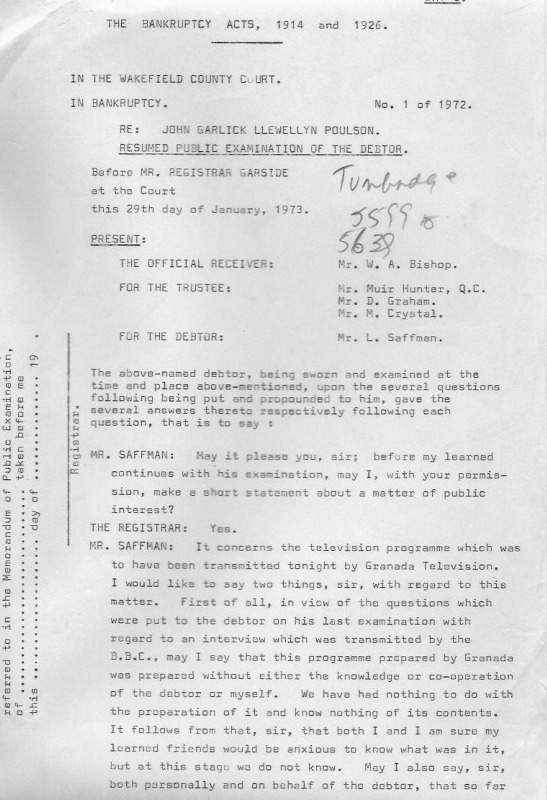 THE BANKRUPTCY ACTS, 1914 and 1926.
IN THE WAKEFIELD COUNTY COURT.
IN BANKRUPTCY. No. 1 of 1972.
RE: JOHN GARLICK LLEWELLYN POULSON.
RESUMED PUBLIC EXAMINATION OF THE DEBTOR.
Before MR. REGISTRAR GARSIDE
at the Court
this 29th day of January, 1973.
Tunbridge
5599 to
5639
PRESENT:
THE OFFICIAL RECEIVER: Mr. W. A. Bishop.
FOR THE TRUSTEE: Mr. Muir Hunter, Q.C.
Mr. D. Graham.
Mr. M. Crystal.
FOR THE DEBTOR: Mr. L. Saffman.
The above-named debtor, being sworn and examined at the
time and place above-mentioned, upon the several questions
following being put and propounded to him, gave the
several answers thereto respectively following each
question, that is to say :
MR. SAFFMAN: May it please you, sir; before my learned
continues with his examination, may I, with your permis-
sion, make a short statement about a matter of public
interest?
THE REGISTRAR: Yes.
MR. SAFFMAN: It concerns the television programme which was
to have been transmitted tonight by Granada Television.
I would like to say two things, sir, with regard to this
matter. First of all, in view of the questions which
were put to the debtor on his last examination with
regard to an interview which was transmitted by the
B.B.C., may I say that this programme prepared by Granada
was prepared without either the knowledge or co-operation
of the debtor or myself. We have had nothing to do with
the preparation of it and know nothing of its contents.
It follows from that, sir, that both I and I am sure my
learned friends would be anxious to know what was in it,
but at this stage we do not know. May I also say, sir,
both personally and on behalf of the debtor, that so far
referred to in the Memorandum of Public Examination,
of .................... taken before me
this .................... day of .................... 19 .
Registrar.